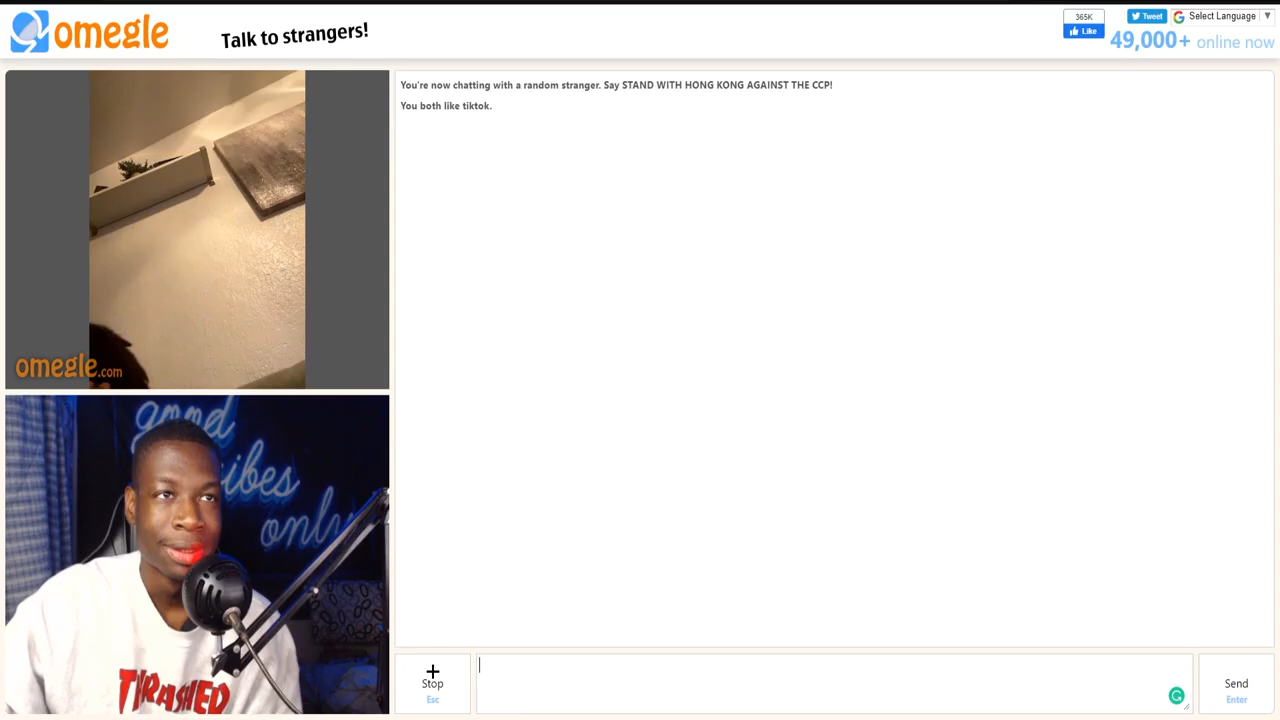 omegle
Talk to strangers!
365K
Like
Tweet
Select Language
49,000+ online now
You're now chatting with a random stranger. Say STAND WITH HONG KONG AGAINST THE CCP!
You both like tiktok.
omegle.com
good
vibes
only
THRASHER
Stop
Esc
Send
Enter